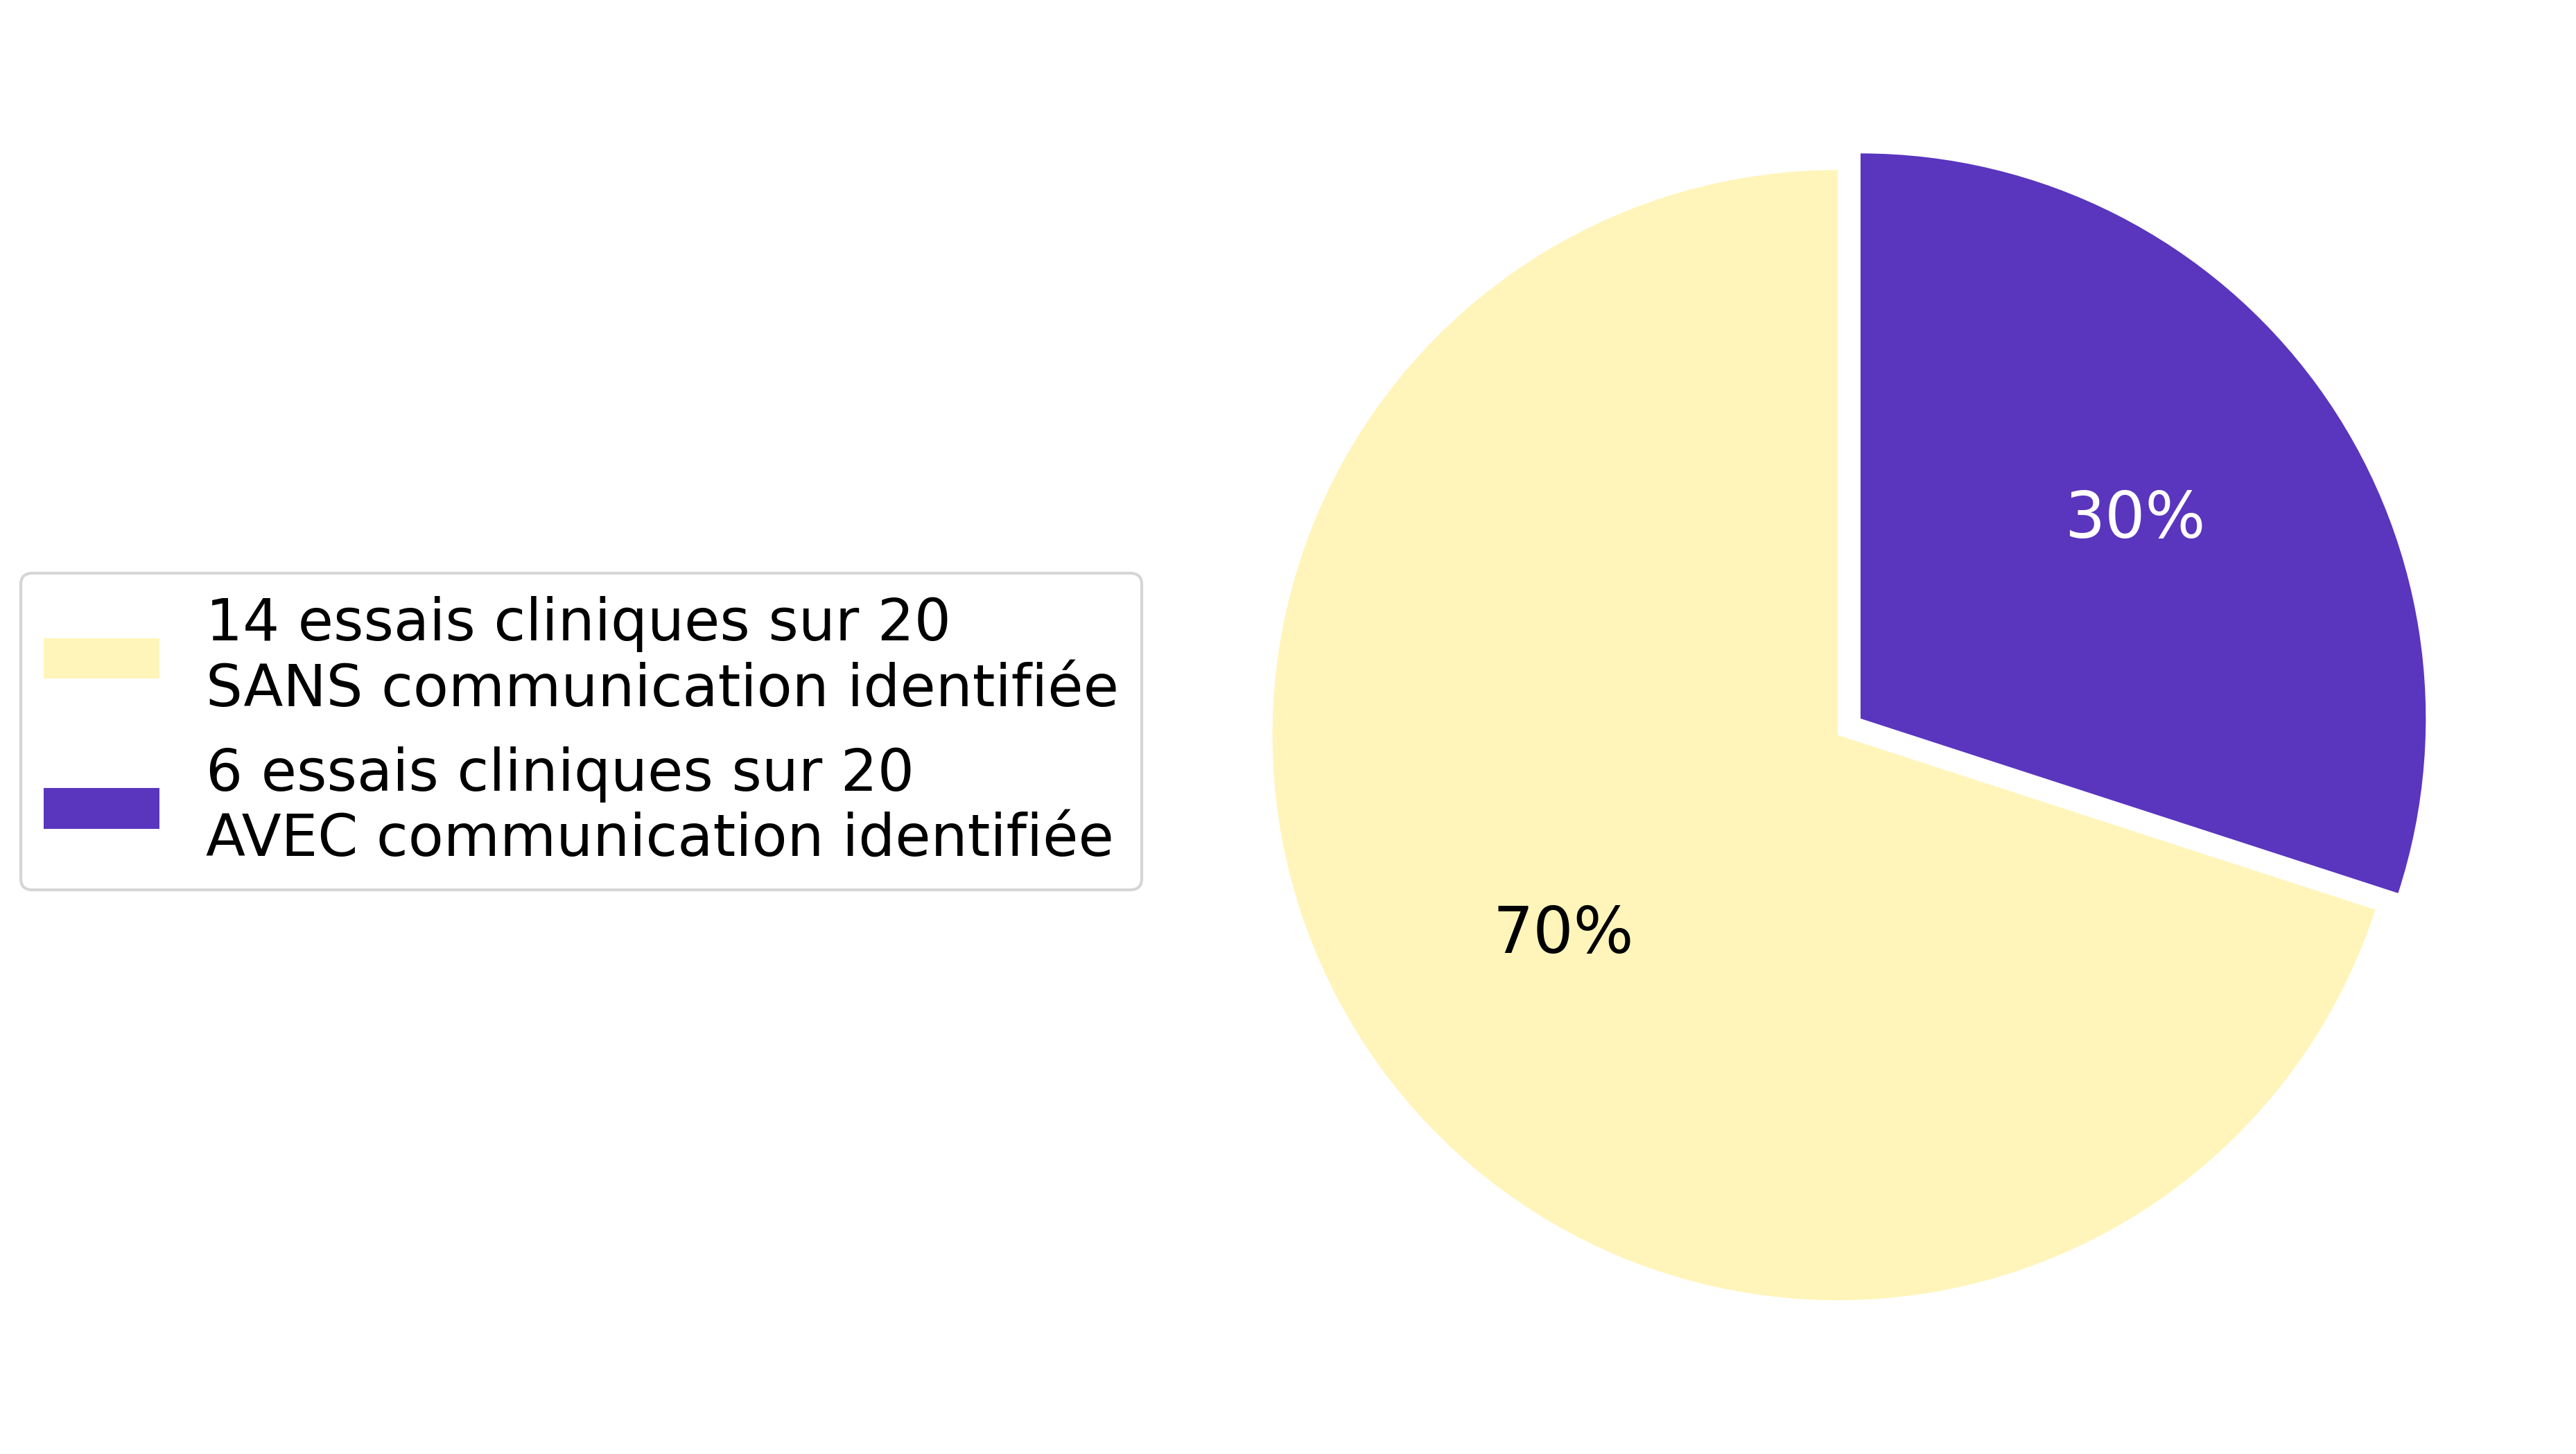 14 essais cliniques sur 20
SANS communication identifiée
6 essais cliniques sur 20
AVEC communication identifiée
30%
70%